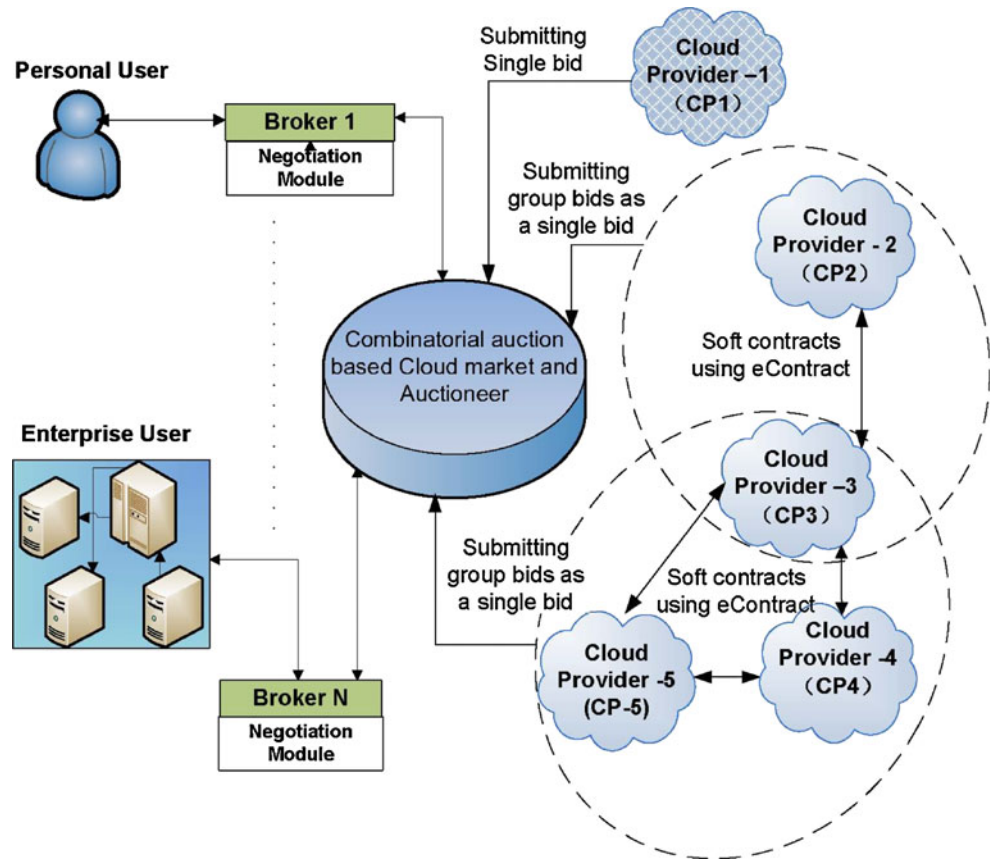 Personal User
Broker 1
Negotiation
Module
Submitting
Single bid
Cloud
Provider –1
(CP1)
Submitting
group bids as
a single bid
Cloud
Provider - 2
(CP2)
Combinatorial auction
based Cloud market and
Auctioneer
Soft contracts
using eContract
Enterprise User
Cloud
Provider –3
(CP3)
Submitting
group bids as
a single bid
Soft contracts
using eContract
Cloud
Provider -5
(CP-5)
Cloud
Provider -4
(CP4)
Broker N
Negotiation
Module